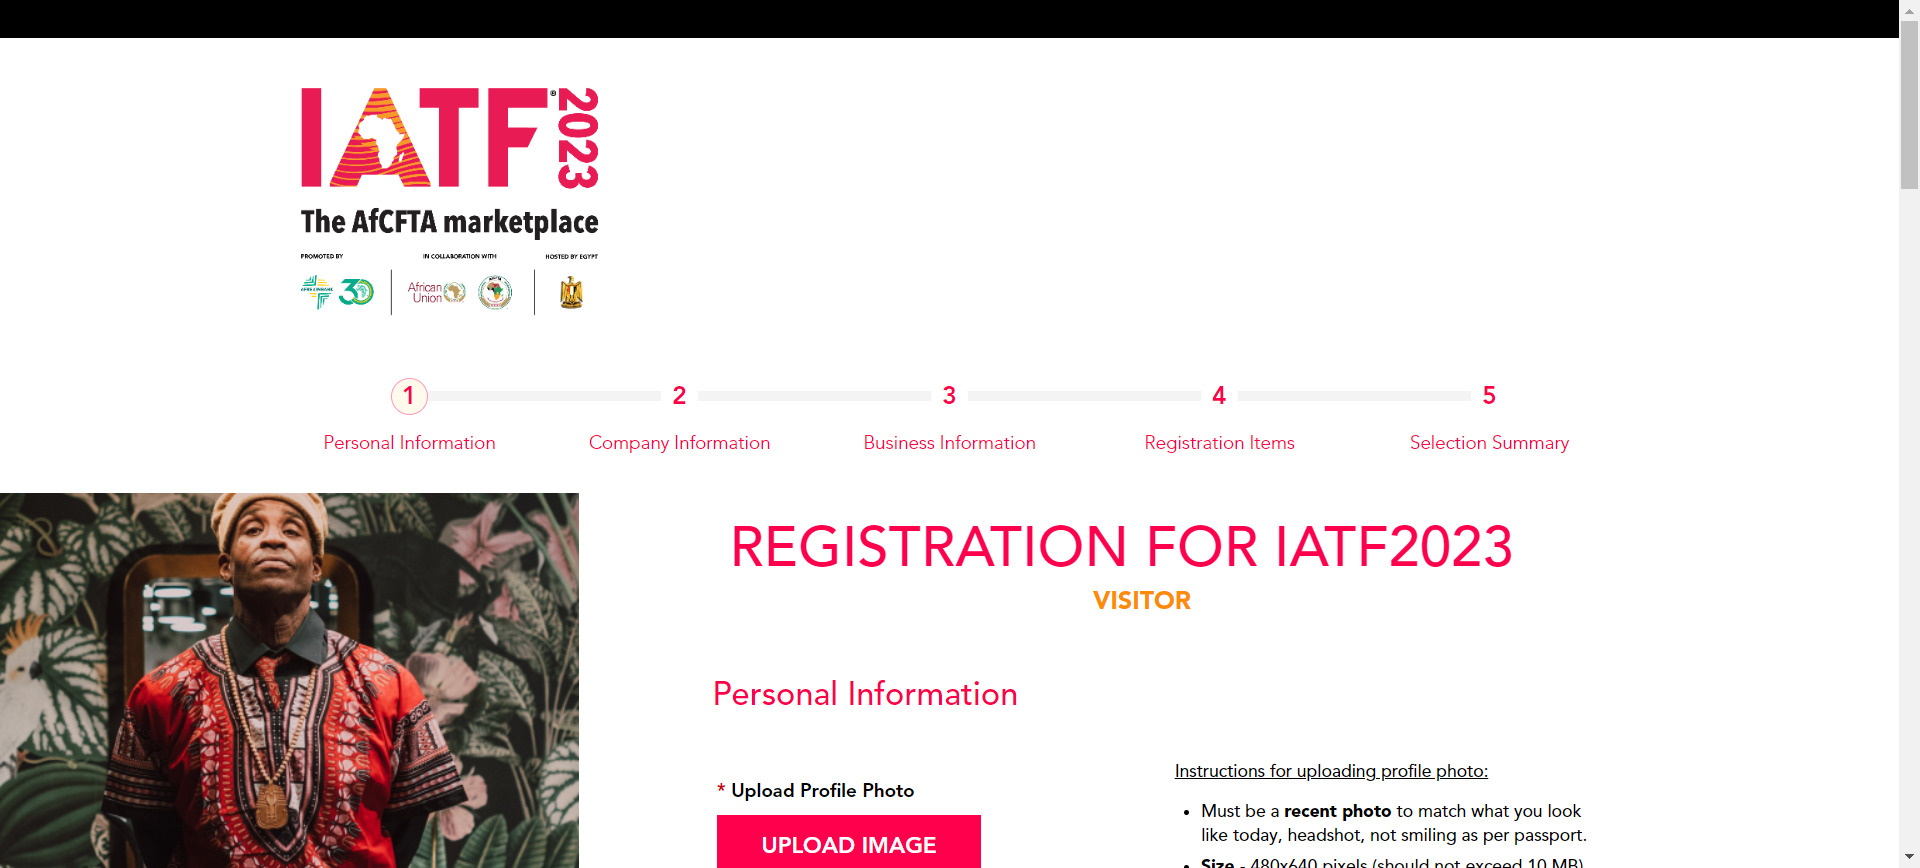 IATF® 2023
The AfCFTA marketplace
PROMOTED BY
IN COLLABORATION WITH
HOSTED BY EGYPT
AFREXIMBANK
30
African
Union
1
2
3
4
5
Personal Information
Company Information
Business Information
Registration Items
Selection Summary
REGISTRATION FOR IATF2023
VISITOR
Personal Information
* Upload Profile Photo
UPLOAD IMAGE
Instructions for uploading profile photo:
• Must be a recent photo to match what you look
like today, headshot, not smiling as per passport.
• Size - 480x640 pixels (should not exceed 10 MB)